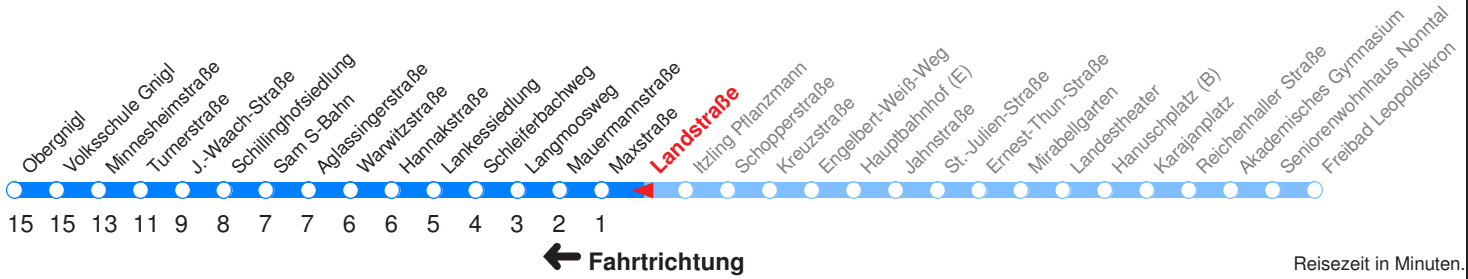 Obergnigl
Volksschule Gnigl
Minnesheimstraße
Turnerstraße
J.-Waach-Straße
Schillinghofsiedlung
Sam S-Bahn
Aglassingerstraße
Warwitzstraße
Hannakstraße
Lankessiedlung
Schleiferbachweg
Langmoosweg
Mauermannstraße
Maxstraße
Landstraße
Itzling Pflanzmann
Schopperstraße
Kreuzstraße
Engelbert-Weiß-Weg
Hauptbahnhof (E)
Jahnstraße
St.-Julien-Straße
Ernest-Thun-Straße
Mirabellgarten
Landestheater
Hanuschplatz (B)
Karajanplatz
Reichenhaller Straße
Akademisches Gymnasium
Seniorenwohnhaus Nonntal
Freibad Leopoldskron
15 15 13 11 9 8 7 7 6 6 5 4 3 2 1
Fahrtrichtung
Reisezeit in Minuten.